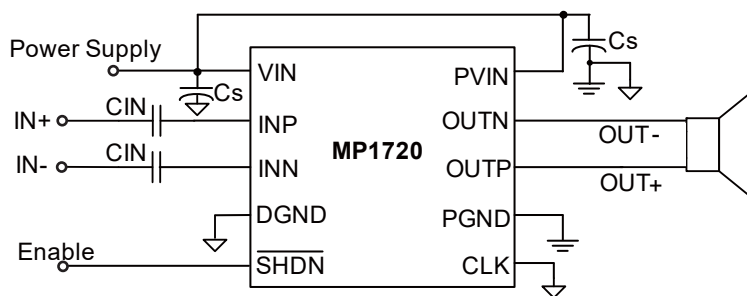 Power Supply
Cs
Cs
VIN
PVIN
CIN
IN+
INP
OUTN
OUT-
CIN
MP1720
IN-
INN
OUTP
OUT+
DGND
PGND
Enable
SHDN
CLK